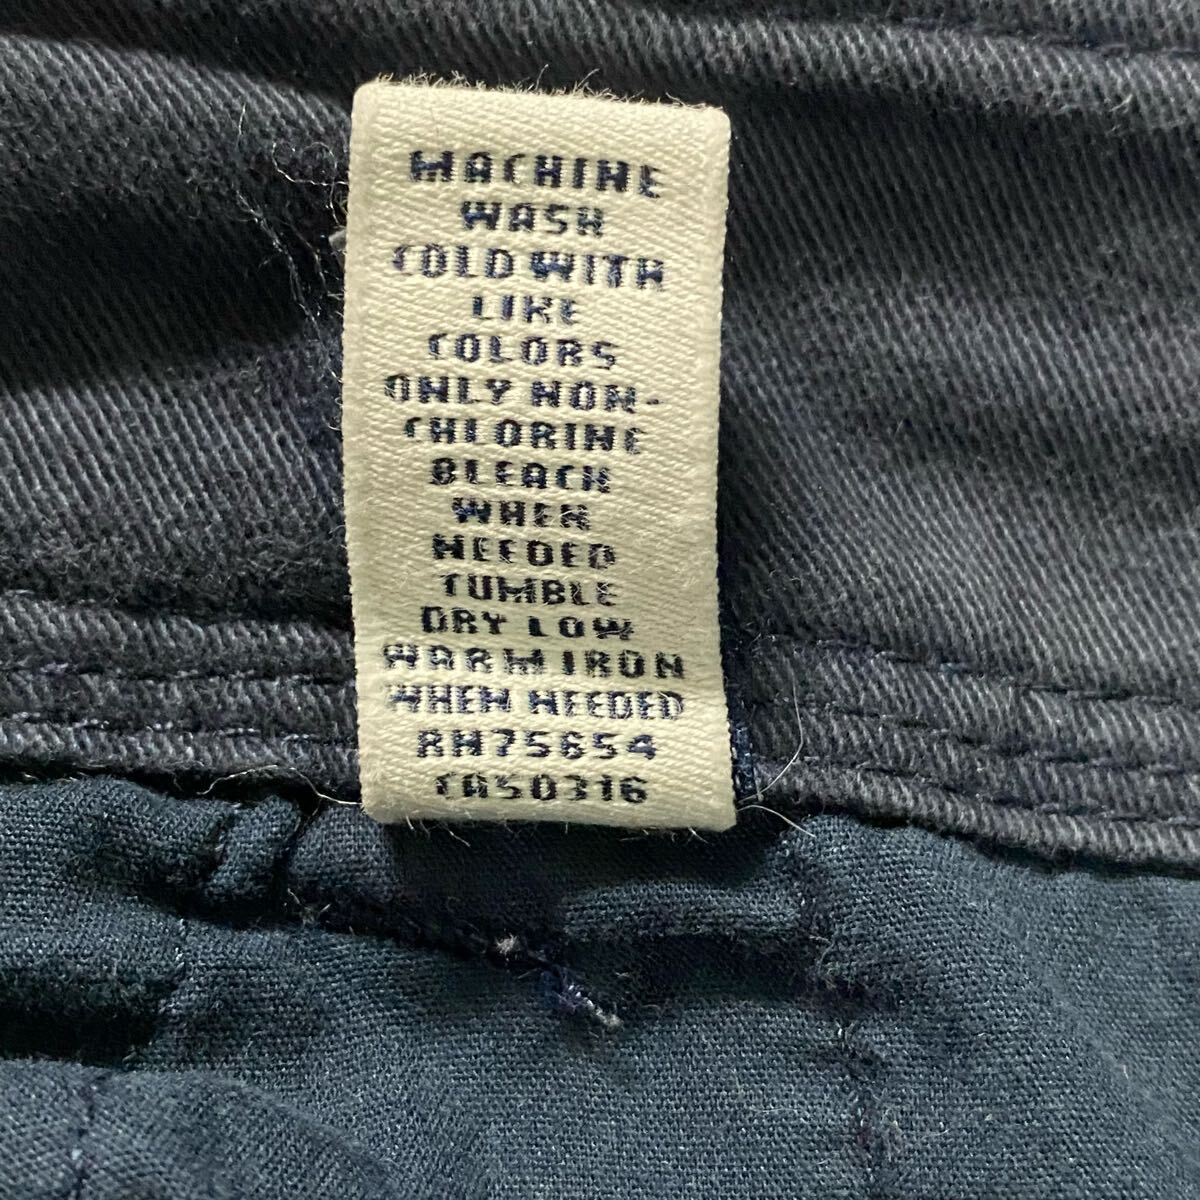 MACHINE
WASH
COLD WITH
LIKE
COLORS
ONLY NON-
CHLORINE
BLEACH
WHEN
NEEDED
TUMBLE
DRY LOW
WARM IRON
WHEN NEEDED
RN75654
CA50316